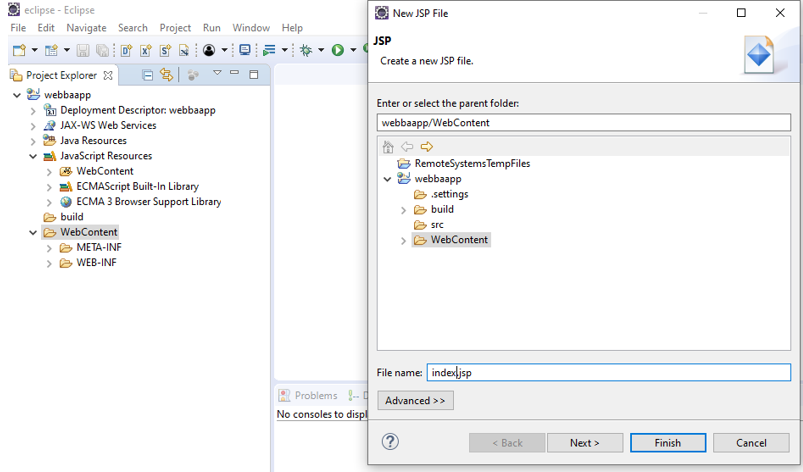 eclipse - Eclipse
File Edit Navigate Search Project Run Window Help
Project Explorer
webbaapp
Deployment Descriptor: webbaapp
JAX-WS Web Services
Java Resources
JavaScript Resources
WebContent
ECMAScript Built-In Library
ECMA 3 Browser Support Library
build
WebContent
META-INF
WEB-INF
Problems
No consoles to displ
New JSP File
JSP
Create a new JSP file.
Enter or select the parent folder:
webbaapp/WebContent
RemoteSystemsTempFiles
webbaapp
.settings
build
src
WebContent
File name: index.jsp
Advanced >>
< Back Next > Finish Cancel